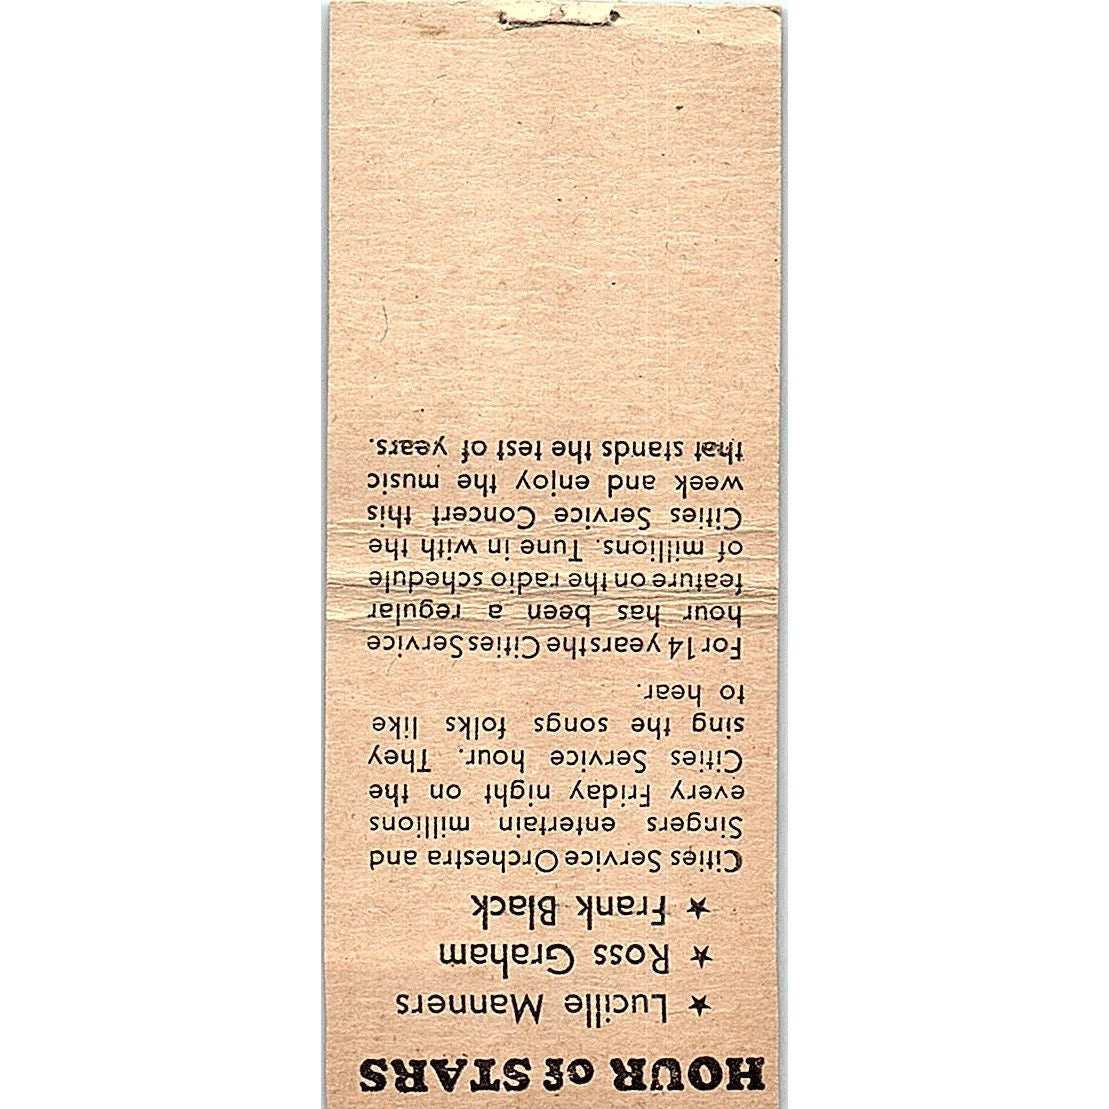 HOUR of STARS
★ Lucille Manners
★ Ross Graham
★ Frank Black
Cities Service Orchestra and
Singers entertain millions
every Friday night on the
Cities Service hour. They
sing the songs folks like
to hear.
For 14 years the Cities Service
hour has been a regular
feature on the radio schedule
of millions. Tune in with the
Cities Service Concert this
week and enjoy the music
that stands the test of years.